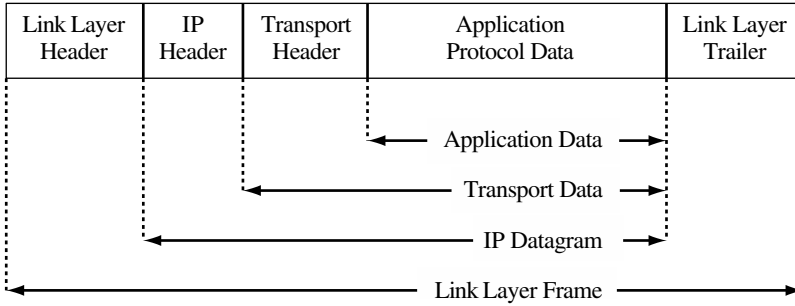 Link Layer
Header
IP
Header
Transport
Header
Application
Protocol Data
Link Layer
Trailer
Application Data
Transport Data
IP Datagram
Link Layer Frame